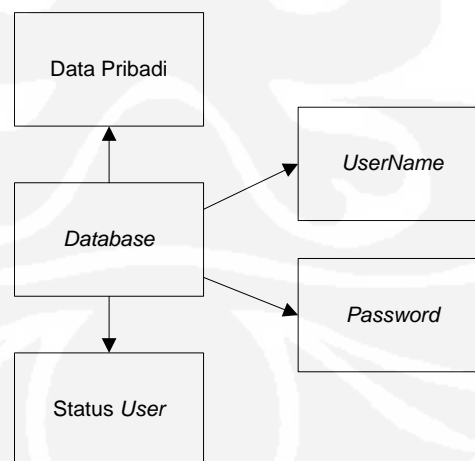 Data Pribadi
UserName
Database
Password
Status User